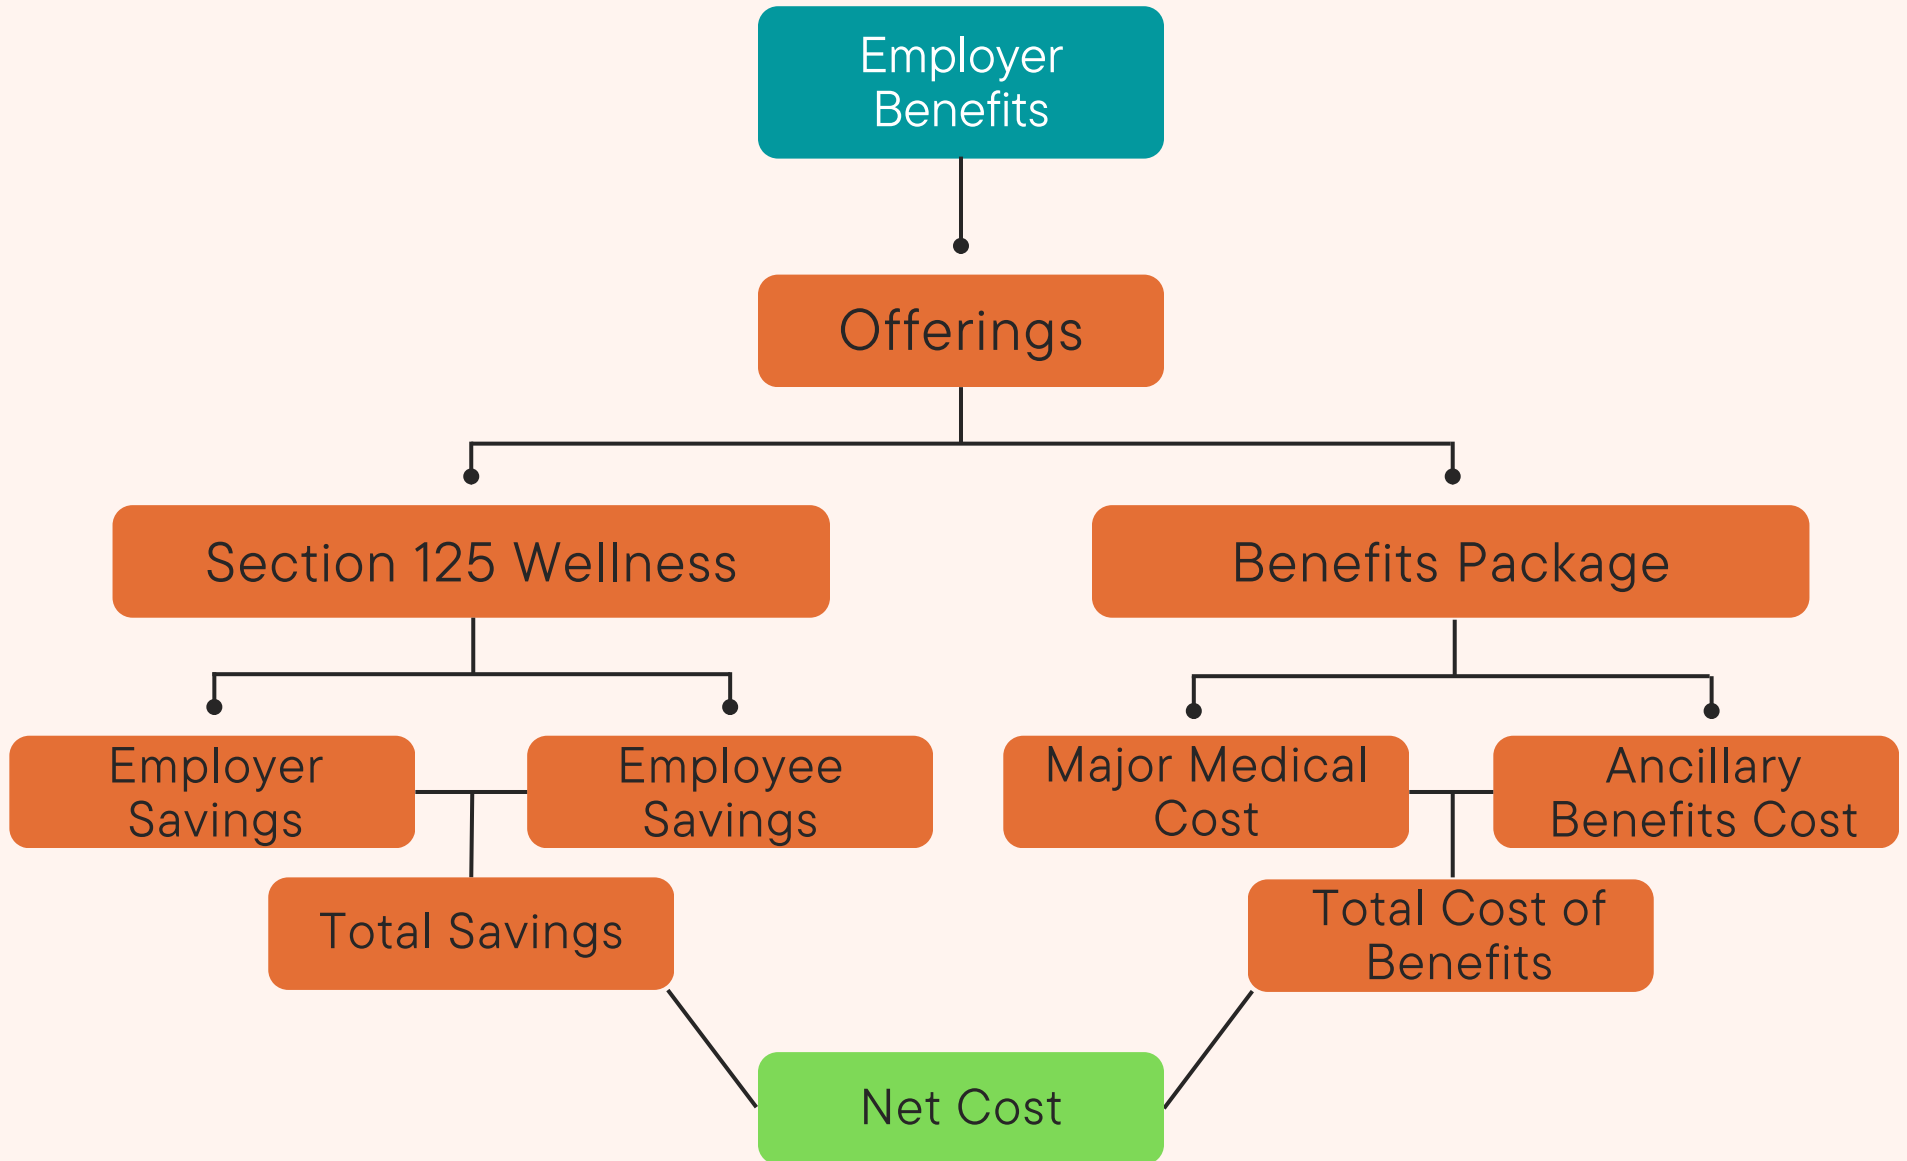 Employer
Benefits
Offerings
Section 125 Wellness
Benefits Package
Employer
Savings
Employee
Savings
Major Medical
Cost
Ancillary
Benefits Cost
Total Savings
Total Cost of
Benefits
Net Cost